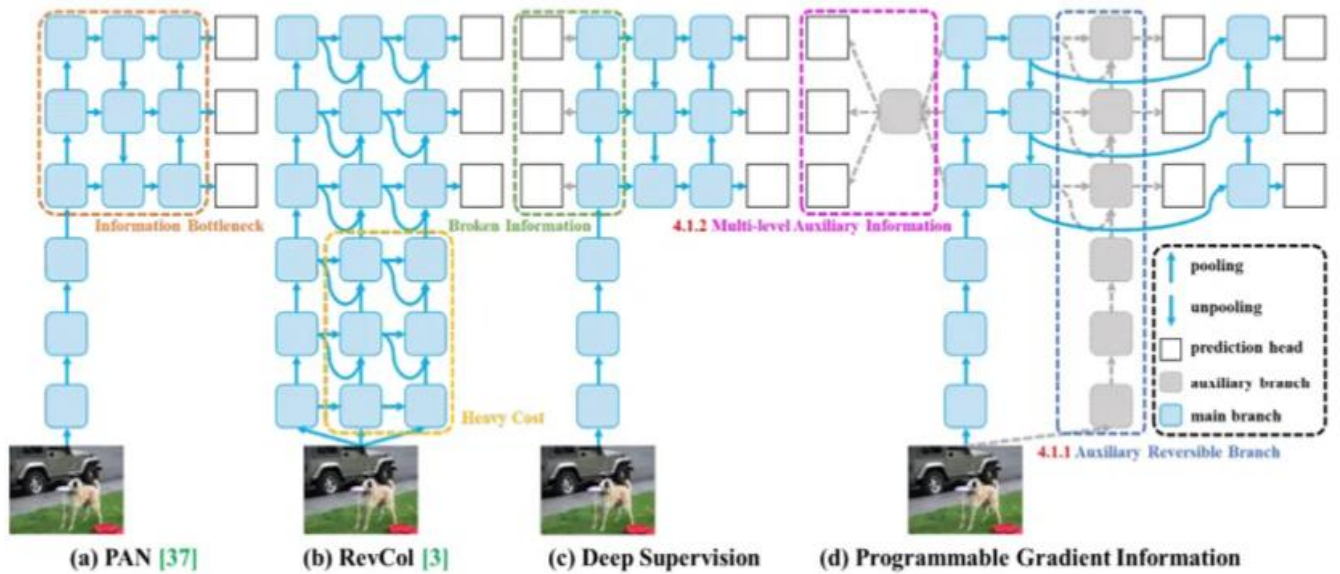 Information Bottleneck
Broken Information
4.1.2 Multi-level Auxiliary Information
pooling
unpooling
prediction head
auxiliary branch
main branch
Heavy Cost
4.1.1 Auxiliary Reversible Branch
(a) PAN [37]
(b) RevCol [3]
(c) Deep Supervision
(d) Programmable Gradient Information